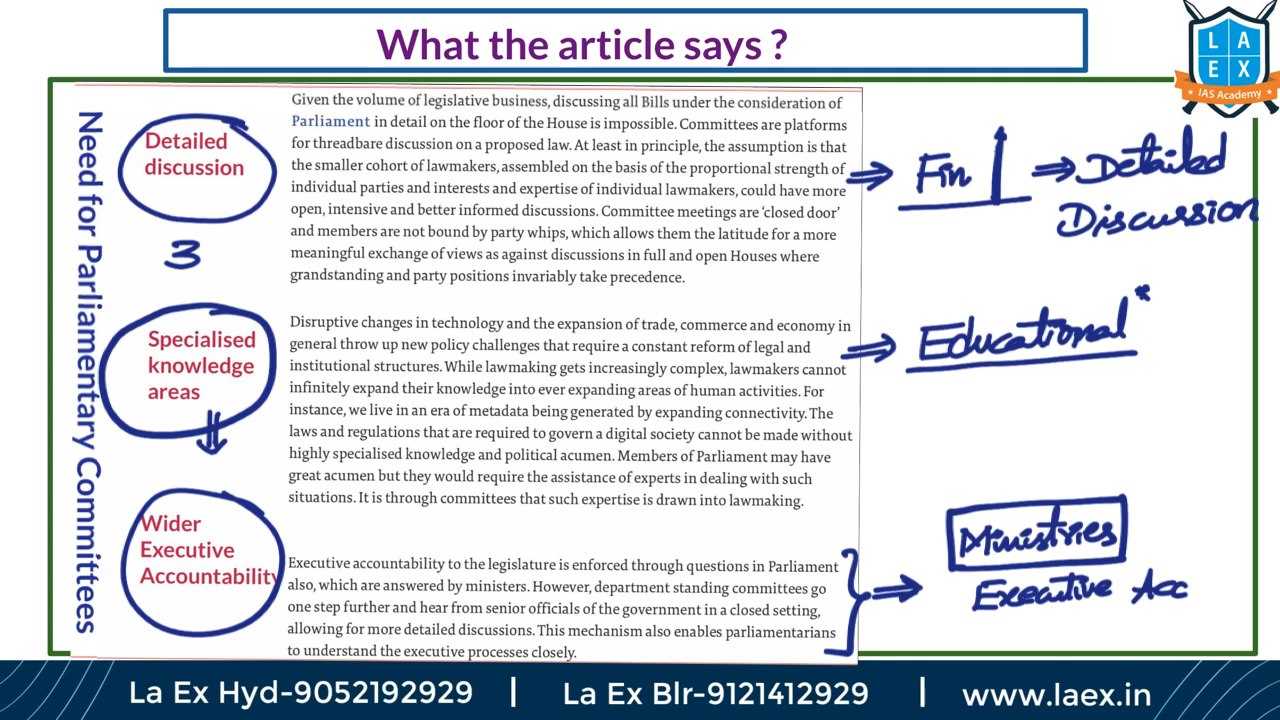 What the article says ?
L A
E X
IAS Academy
Need for Parliamentary Committees
Detailed
discussion
3
Given the volume of legislative business, discussing all Bills under the consideration of
Parliament in detail on the floor of the House is impossible. Committees are platforms
for threadbare discussion on a proposed law. At least in principle, the assumption is that
the smaller cohort of lawmakers, assembled on the basis of the proportional strength of
individual parties and interests and expertise of individual lawmakers, could have more
open, intensive and better informed discussions. Committee meetings are ‘closed door’
and members are not bound by party whips, which allows them the latitude for a more
meaningful exchange of views as against discussions in full and open Houses where
grandstanding and party positions invariably take precedence.
Fin
Detailed
Discussion
Specialised
knowledge
areas
Disruptive changes in technology and the expansion of trade, commerce and economy in
general throw up new policy challenges that require a constant reform of legal and
institutional structures. While lawmaking gets increasingly complex, lawmakers cannot
infinitely expand their knowledge into ever expanding areas of human activities. For
instance, we live in an era of metadata being generated by expanding connectivity. The
laws and regulations that are required to govern a digital society cannot be made without
highly specialised knowledge and political acumen. Members of Parliament may have
great acumen but they would require the assistance of experts in dealing with such
situations. It is through committees that such expertise is drawn into lawmaking.
Educational*
Wider
Executive
Accountability
Executive accountability to the legislature is enforced through questions in Parliament
also, which are answered by ministers. However, department standing committees go
one step further and hear from senior officials of the government in a closed setting,
allowing for more detailed discussions. This mechanism also enables parliamentarians
to understand the executive processes closely.
Ministries
Executive Acc
La Ex Hyd-9052192929 | La Ex Blr-9121412929 | www.laex.in